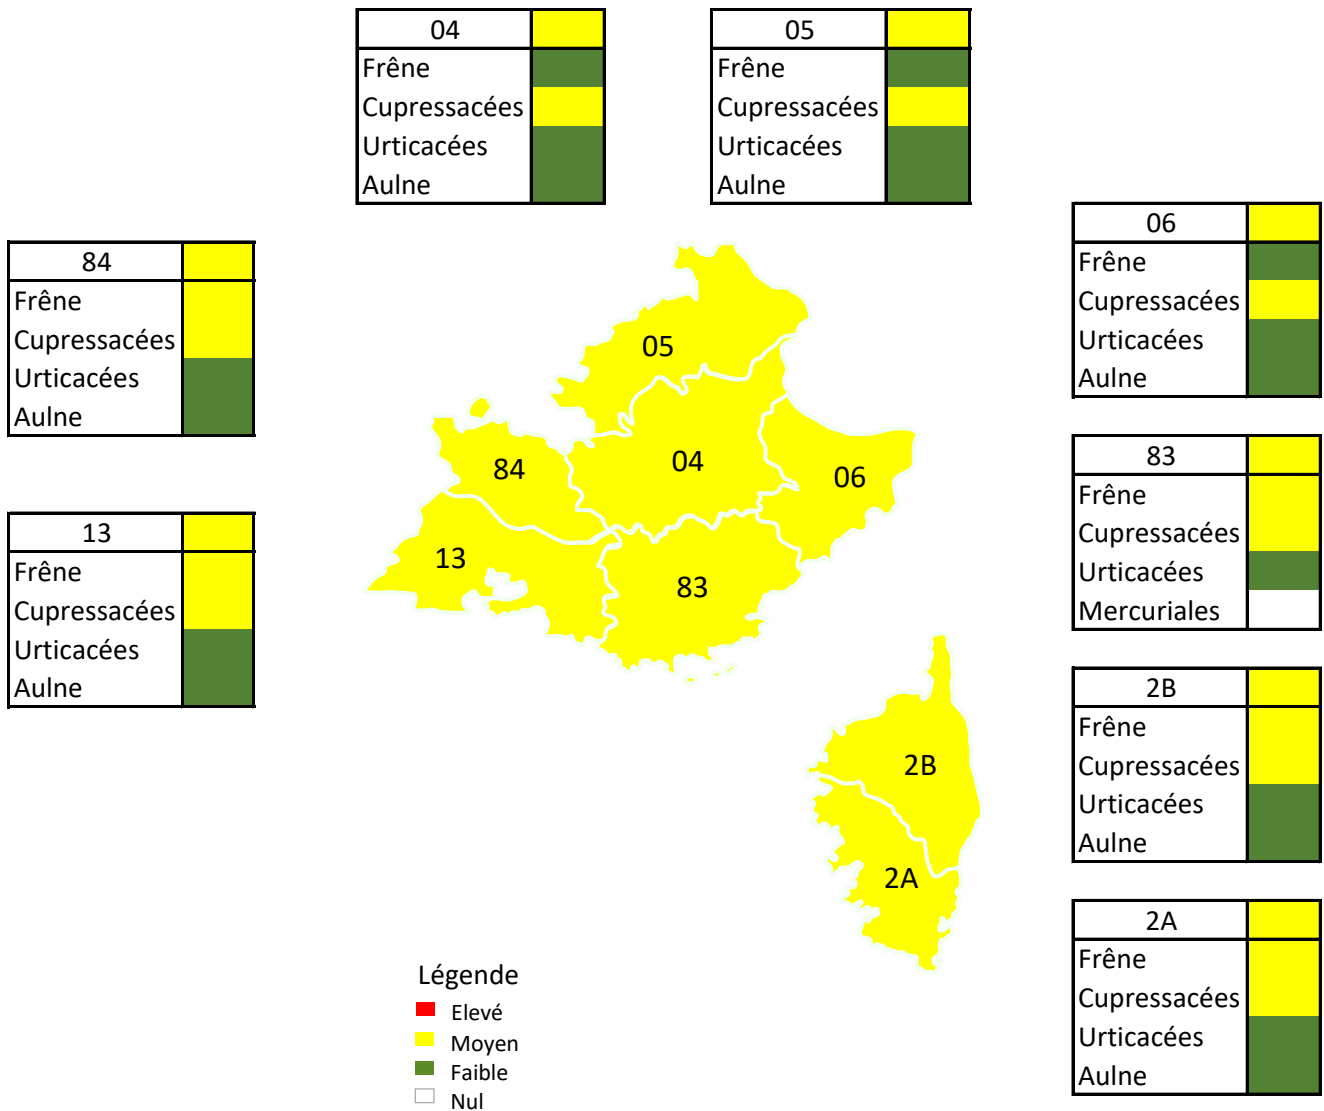 04
Frêne
Cupressacées
Urticacées
Aulne
05
Frêne
Cupressacées
Urticacées
Aulne
06
Frêne
Cupressacées
Urticacées
Aulne
84
Frêne
Cupressacées
Urticacées
Aulne
13
Frêne
Cupressacées
Urticacées
Aulne
83
Frêne
Cupressacées
Urticacées
Mercuriales
2B
Frêne
Cupressacées
Urticacées
Aulne
2A
Frêne
Cupressacées
Urticacées
Aulne
05
04
84
06
13
83
2B
2A
Légende
Elevé
Moyen
Faible
Nul